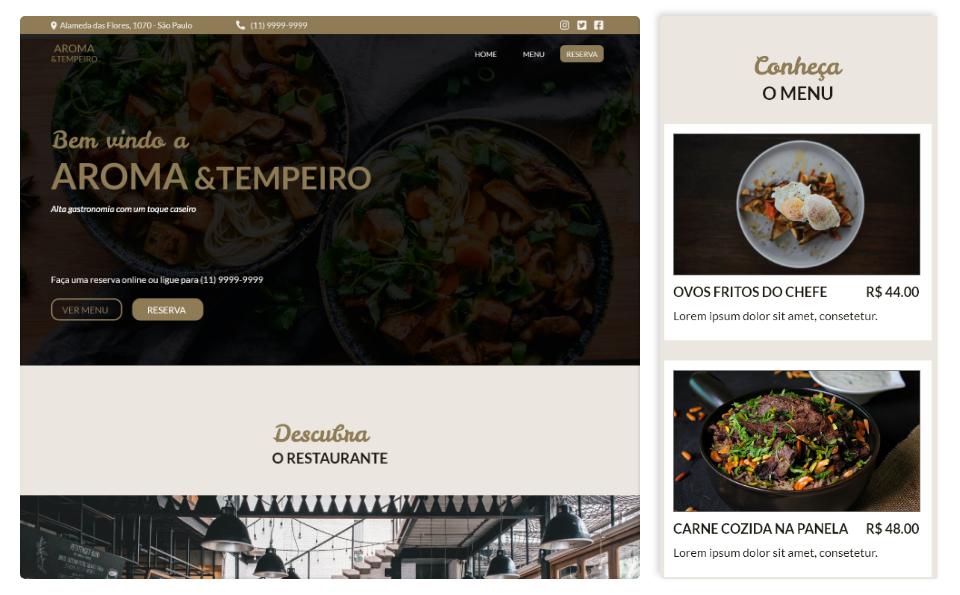 Alameda das Flores, 1070 - São Paulo
(11) 9999-9999
AROMA
&TEMPEIRO
HOME
MENU
RESERVA
Bem vindo a
AROMA &TEMPEIRO
Alta gastronomia com um toque caseiro
Faça uma reserva online ou ligue para (11) 9999-9999
VER MENU
RESERVA
Descubra
O RESTAURANTE
Conheça
O MENU
OVOS FRITOS DO CHEFE R$ 44.00
Lorem ipsum dolor sit amet, consetetur.
CARNE COZIDA NA PANELA R$ 48.00
Lorem ipsum dolor sit amet, consetetur.